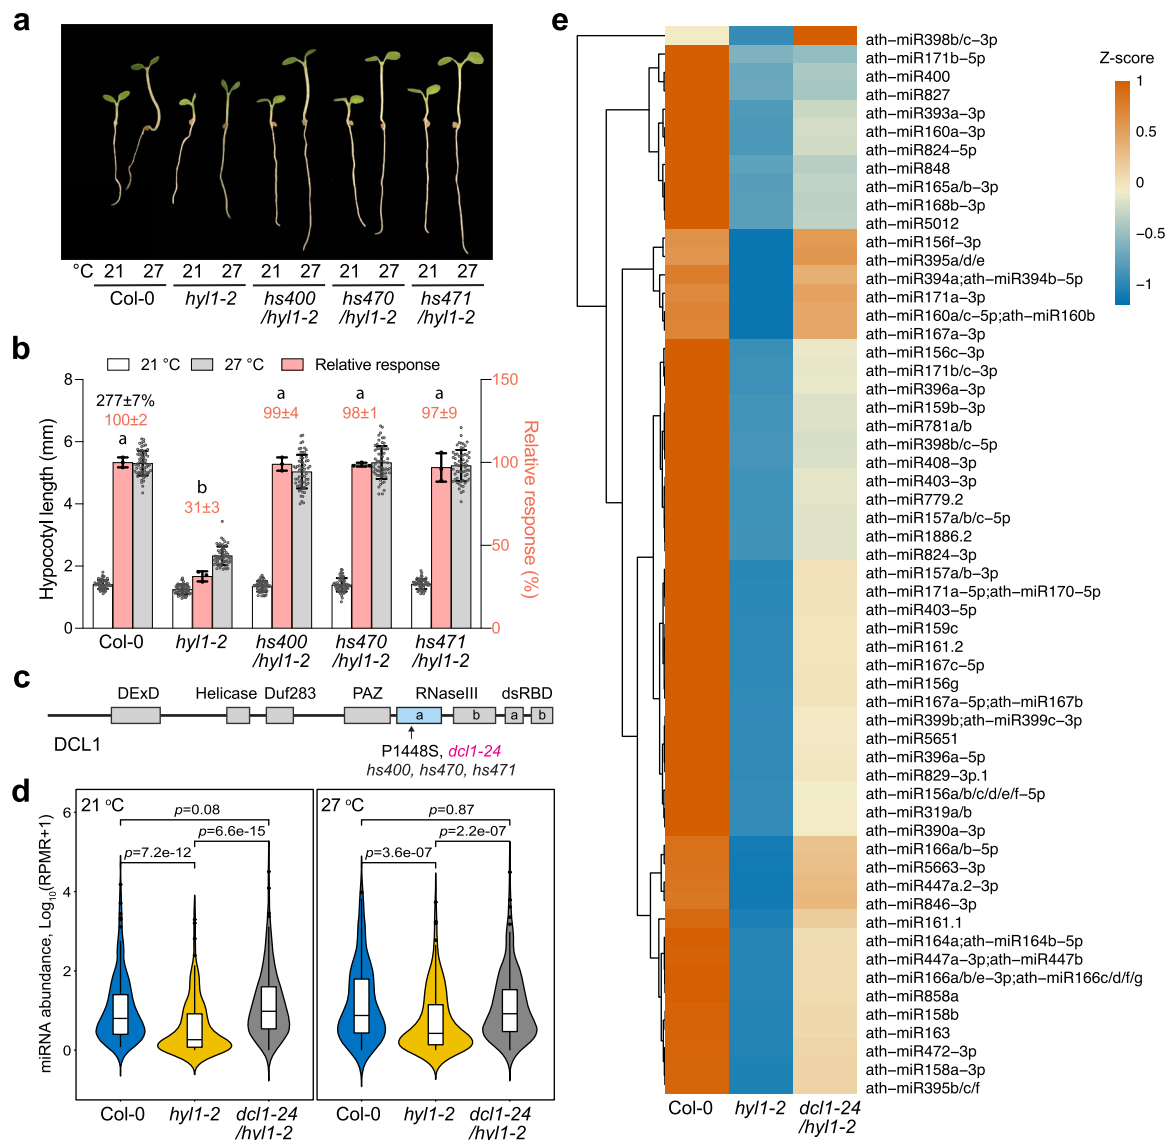 a
°C 21 27 21 27 21 27 21 27 21 27
Col-0 hyl1-2 hs400 hs470 hs471
/hyl1-2 /hyl1-2 /hyl1-2
b
21 °C 27 °C Relative response
Hypocotyl length (mm)
8
6
4
2
0
277±7%
100±2
a
b
31±3
a
99±4
a
98±1
a
97±9
150
100
50
0
Relative response (%)
Col-0 hyl1-2 hs400 hs470 hs471
/hyl1-2 /hyl1-2 /hyl1-2
c
DExD Helicase Duf283 PAZ RNaseIII dsRBD
a b a b
DCL1
P1448S, dcl1-24
hs400, hs470, hs471
d
miRNA abundance, Log10(RPMR+1)
6
4
2
0
21 °C
p=0.08
p=6.6e-15
p=7.2e-12
27 °C
p=0.87
p=2.2e-07
p=3.6e-07
Col-0 hyl1-2 dcl1-24 Col-0 hyl1-2 dcl1-24
/hyl1-2 /hyl1-2
e
ath−miR398b/c−3p
ath−miR171b−5p
ath−miR400
ath−miR827
ath−miR393a−3p
ath−miR160a−3p
ath−miR824−5p
ath−miR848
ath−miR165a/b−3p
ath−miR168b−3p
ath−miR5012
ath−miR156f−3p
ath−miR395a/d/e
ath−miR394a;ath−miR394b−5p
ath−miR171a−3p
ath−miR160a/c−5p;ath−miR160b
ath−miR167a−3p
ath−miR156c−3p
ath−miR171b/c−3p
ath−miR396a−3p
ath−miR159b−3p
ath−miR781a/b
ath−miR398b/c−5p
ath−miR408−3p
ath−miR403−3p
ath−miR779.2
ath−miR157a/b/c−5p
ath−miR1886.2
ath−miR824−3p
ath−miR157a/b−3p
ath−miR171a−5p;ath−miR170−5p
ath−miR403−5p
ath−miR159c
ath−miR161.2
ath−miR167c−5p
ath−miR156g
ath−miR167a−5p;ath−miR167b
ath−miR399b;ath−miR399c−3p
ath−miR5651
ath−miR396a−5p
ath−miR829−3p.1
ath−miR156a/b/c/d/e/f−5p
ath−miR319a/b
ath−miR390a−3p
ath−miR166a/b−5p
ath−miR5663−3p
ath−miR447a.2−3p
ath−miR846−3p
ath−miR161.1
ath−miR164a;ath−miR164b−5p
ath−miR447a−3p;ath−miR447b
ath−miR166a/b/e−3p;ath−miR166c/d/f/g
ath−miR858a
ath−miR158b
ath−miR163
ath−miR472−3p
ath−miR158a−3p
ath−miR395b/c/f
Col-0 hyl1-2 dcl1-24
/hyl1-2
Z-score
1
0.5
0
−0.5
−1